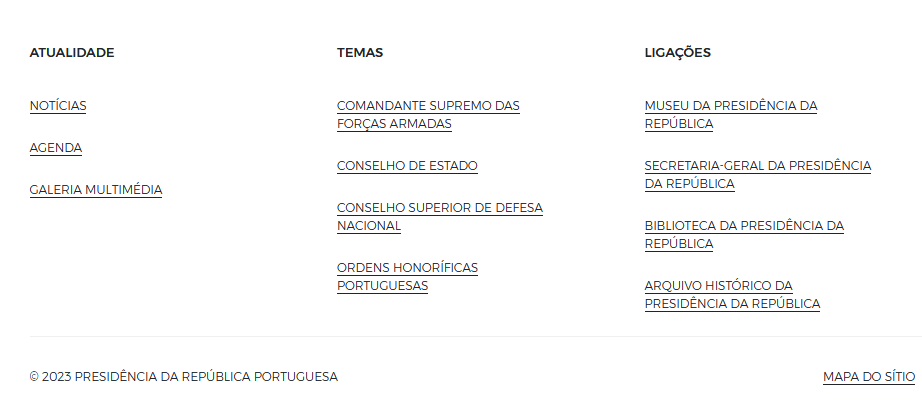 ATUALIDADE
NOTÍCIAS
AGENDA
GALERIA MULTIMÉDIA
TEMAS
COMANDANTE SUPREMO DAS
FORÇAS ARMADAS
CONSELHO DE ESTADO
CONSELHO SUPERIOR DE DEFESA
NACIONAL
ORDENS HONORÍFICAS
PORTUGUESAS
LIGAÇÕES
MUSEU DA PRESIDÊNCIA DA
REPÚBLICA
SECRETARIA-GERAL DA PRESIDÊNCIA
DA REPÚBLICA
BIBLIOTECA DA PRESIDÊNCIA DA
REPÚBLICA
ARQUIVO HISTÓRICO DA
PRESIDÊNCIA DA REPÚBLICA
© 2023 PRESIDÊNCIA DA REPÚBLICA PORTUGUESA
MAPA DO SÍTIO